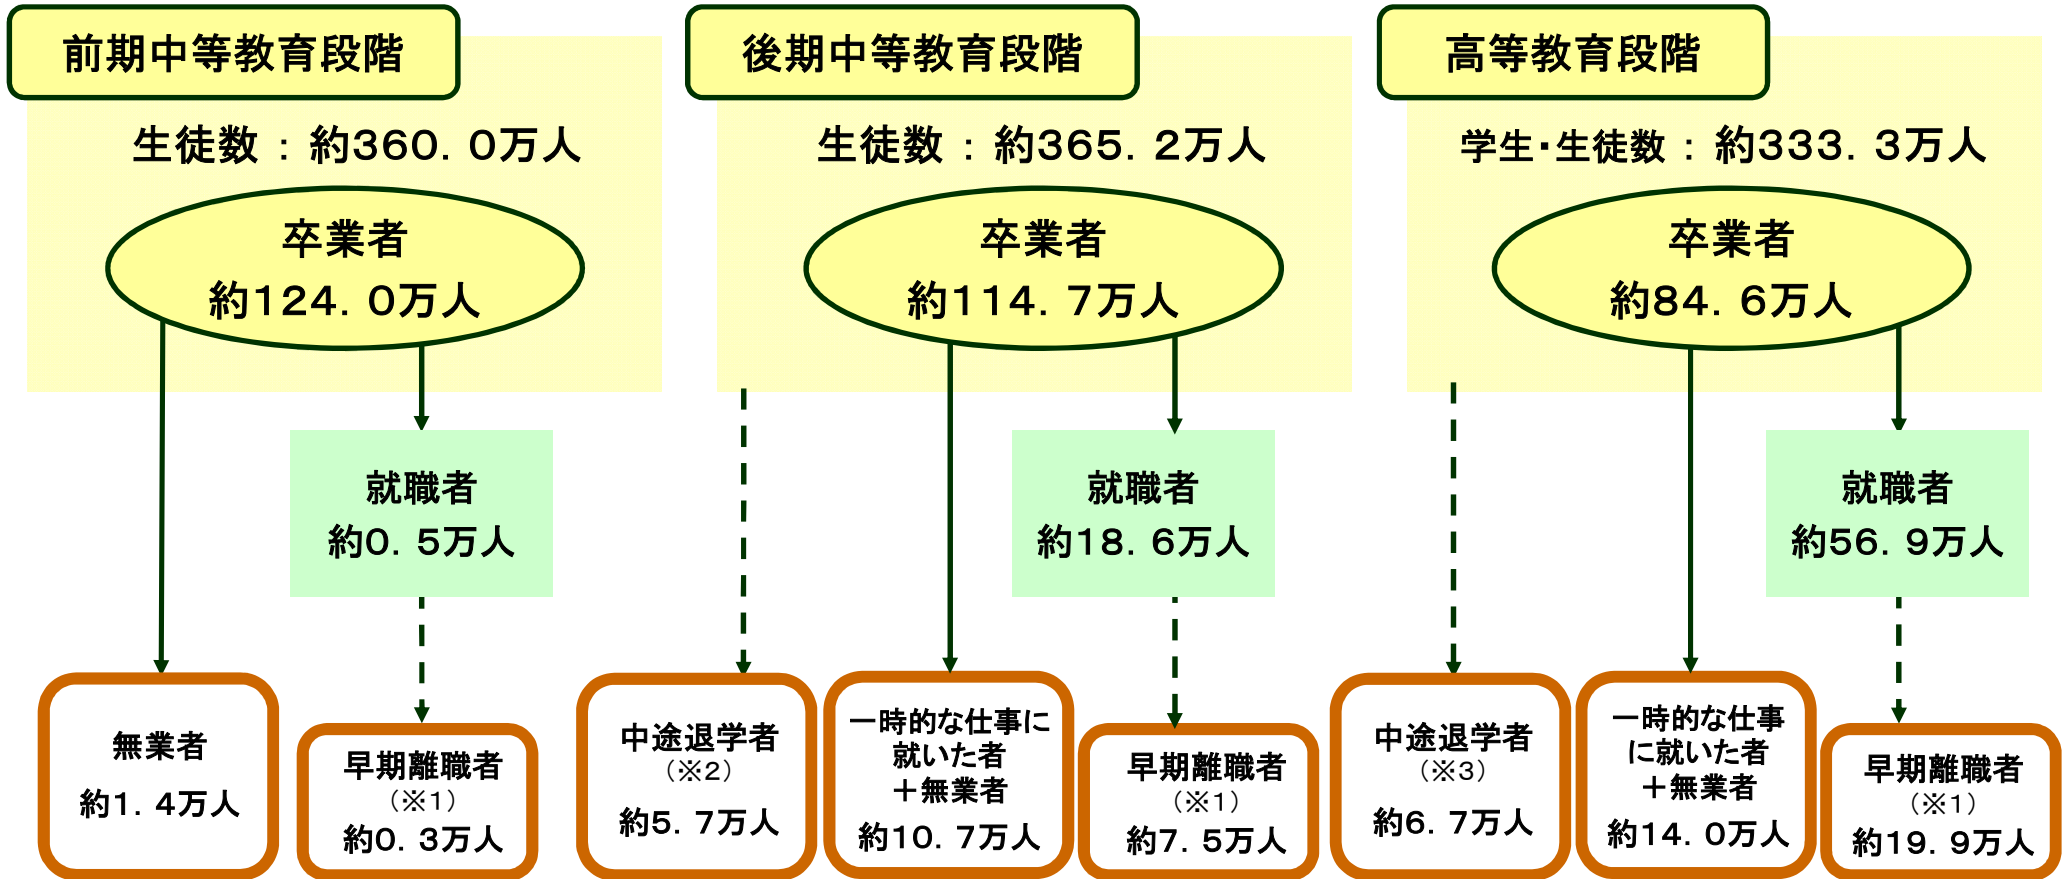 前期中等教育段階
生徒数：約360．0万人
卒業者
約124．0万人
就職者
約0．5万人
無業者
約1．4万人
早期離職者
（※1）
約0．3万人
後期中等教育段階
生徒数：約365．2万人
卒業者
約114．7万人
就職者
約18．6万人
中途退学者
（※2）
約5．7万人
一時的な仕事に
就いた者
＋無業者
約10．7万人
早期離職者
（※1）
約7．5万人
高等教育段階
学生・生徒数：約333．3万人
卒業者
約84．6万人
就職者
約56．9万人
中途退学者
（※3）
約6．7万人
一時的な仕事
に就いた者
＋無業者
約14．0万人
早期離職者
（※1）
約19．9万人